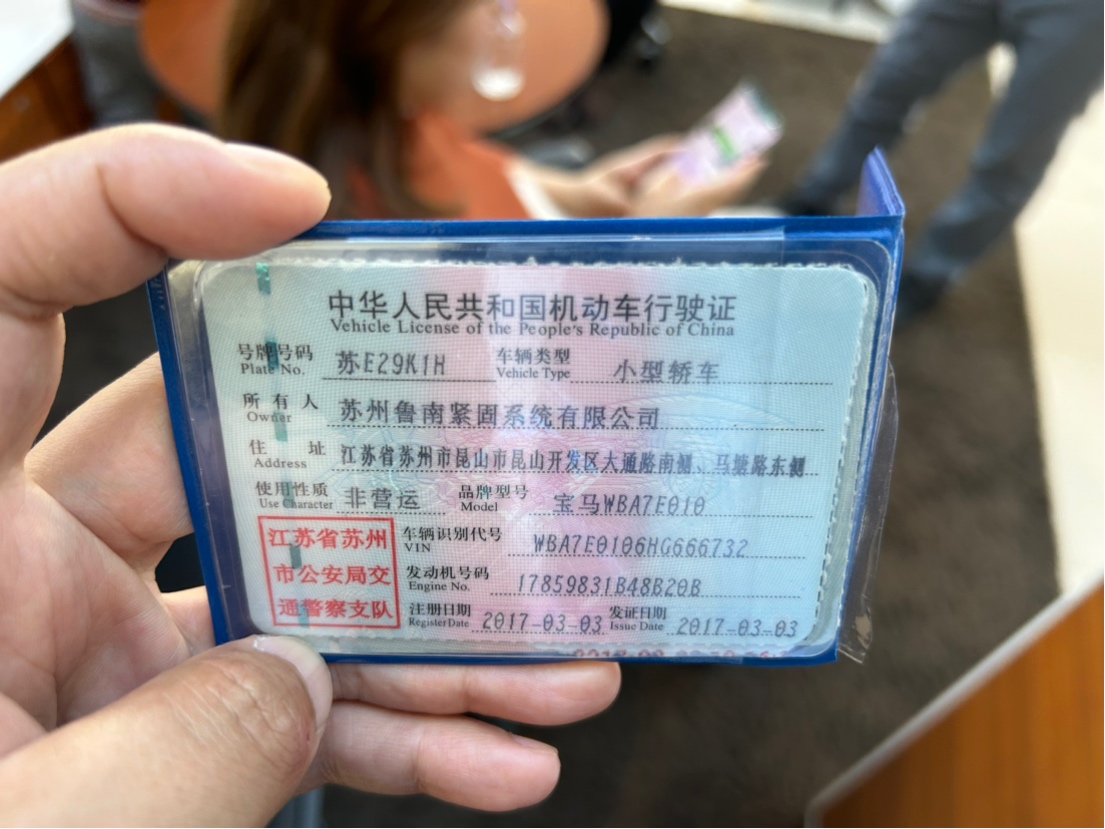 中华人民共和国机动车行驶证
Vehicle License of the People's Republic of China
号牌号码 苏E29K1H 车辆类型 小型轿车
Plate No. Vehicle Type
所有人 苏州鲁南紧固系统有限公司
Owner
住址 江苏省苏州市昆山市昆山开发区大通路南侧、马塘路东侧
Address
使用性质 非营运 品牌型号 宝马WBA7E010
Use Character Model
江苏省苏州 车辆识别代号 WBA7E0106HG666732
VIN
市公安局交 发动机号码 17859831B48B20B
Engine No.
通警察支队 注册日期 2017-03-03 发证日期 2017-03-03
Register Date Issue Date